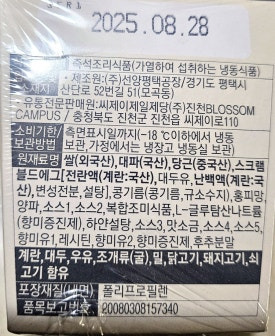 2025.08.28
즉석조리식품(가열하여 섭취하는 냉동식품)
제조원:(주)선양평택공장/경기도 평택시
산단로 52번길 51(모곡동)
유통전문판매원:씨제이제일제당(주)진천BLOSSOM
CAMPUS / 충청북도 진천군 진천읍 씨제이로110
소비기한/ 측면표시일까지(-18 ℃이하에서 냉동
보관방법 보관,가정에서는 냉장고 냉동실 보관)
원재료명 쌀(외국산), 대파(국산), 당근(중국산), 스크램
블드에그[전란액(계란:국산), 대두유, 난백액(계란:국
산), 변성전분, 설탕], 콩기름(콩기름, 규소수지), 홍피망,
양파, 소스1, 소스2, 복합조미식품, L-글루탐산나트륨
(향미증진제), 하얀설탕, 소스3, 맛소금, 소스4, 소스5,
향미유1, 레시틴, 향미유2, 향미증진제, 후추분말
계란, 대두, 우유, 조개류(굴), 밀, 닭고기, 돼지고기, 쇠
고기 함유
포장재질(내면) 폴리프로필렌
품목보고번호 20080308157340